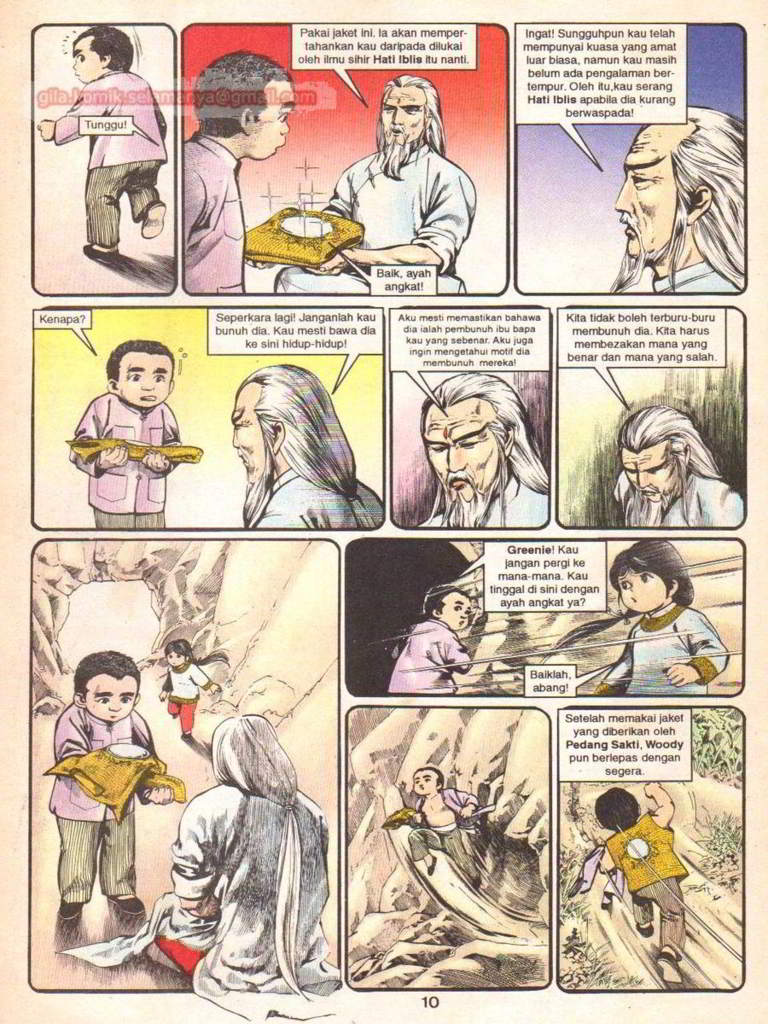 gila.komik.selamanya@gmail.com
Tunggu!
Pakai jaket ini. Ia akan memper-
tahankan kau daripada dilukai
oleh ilmu sihir Hati Iblis itu nanti.
Baik, ayah
angkat!
Ingat! Sungguhpun kau telah
mempunyai kuasa yang amat
luar biasa, namun kau masih
belum ada pengalaman ber-
tempur. Oleh itu,kau serang
Hati Iblis apabila dia kurang
berwaspada!
Kenapa?
Seperkara lagi! Janganlah kau
bunuh dia. Kau mesti bawa dia
ke sini hidup-hidup!
Aku mesti memastikan bahawa
dia ialah pembunuh ibu bapa
kau yang sebenar. Aku juga
ingin mengetahui motif dia
membunuh mereka!
Kita tidak boleh terburu-buru
membunuh dia. Kita harus
membezakan mana yang
benar dan mana yang salah.
Greenie! Kau
jangan pergi ke
mana-mana. Kau
tinggal di sini dengan
ayah angkat ya?
Baiklah,
abang!
Setelah memakai jaket
yang diberikan oleh
Pedang Sakti, Woody
pun berlepas dengan
segera.
10